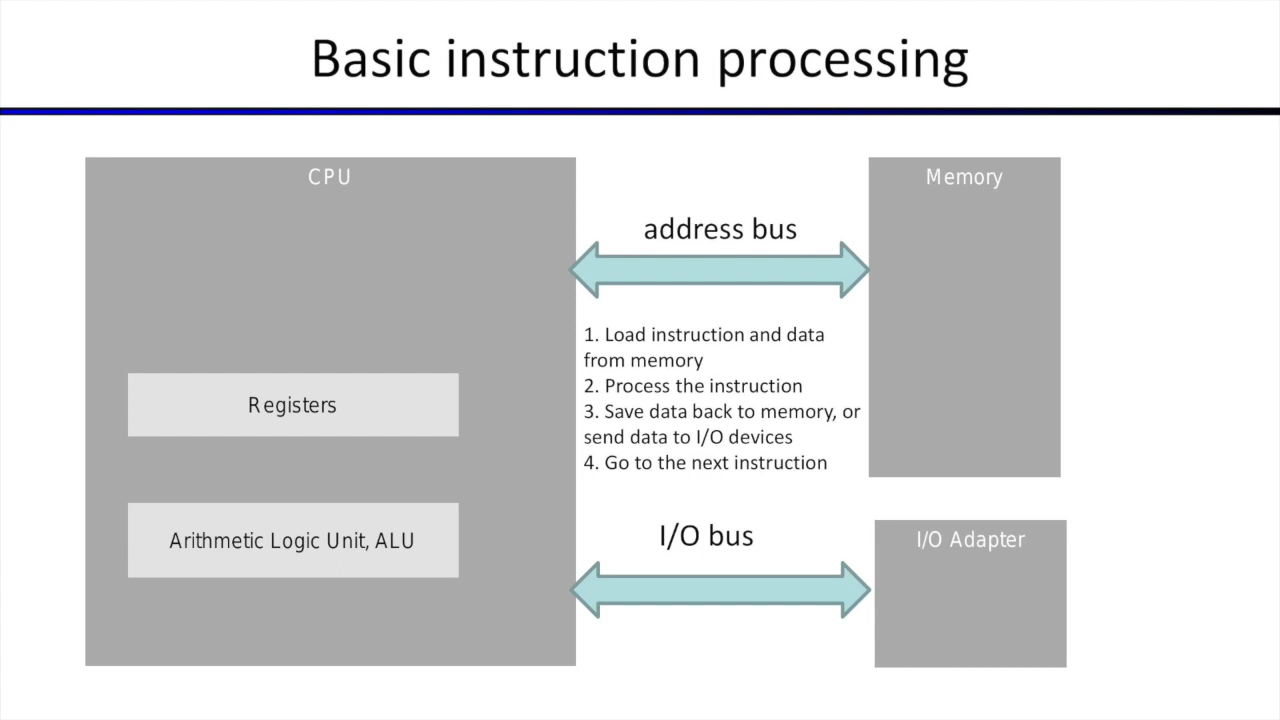 Basic instruction processing
CPU
Memory
address bus
1. Load instruction and data
from memory
2. Process the instruction
3. Save data back to memory, or
send data to I/O devices
4. Go to the next instruction
Registers
Arithmetic Logic Unit, ALU
I/O bus
I/O Adapter